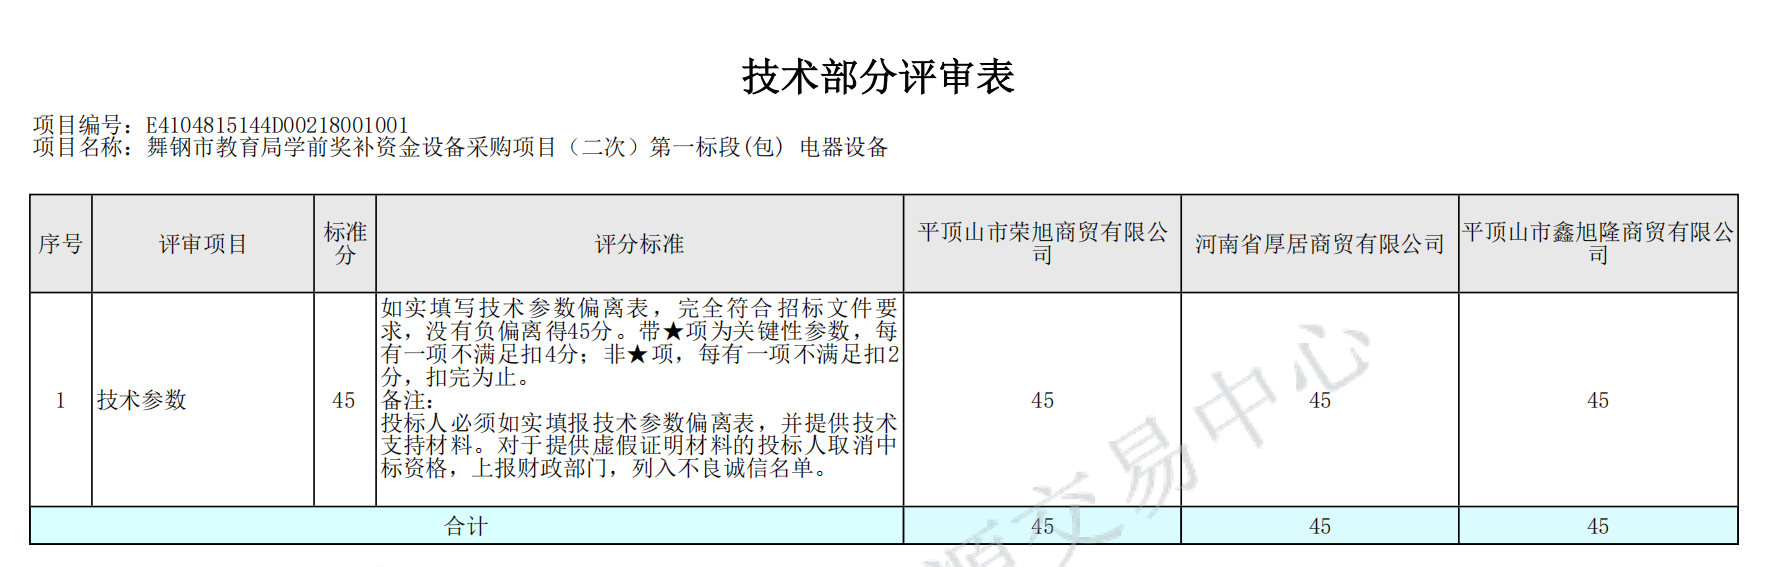 技术部分评审表
项目编号：E4104815144D00218001001
项目名称：舞钢市教育局学前奖补资金设备采购项目（二次）第一标段(包) 电器设备
序号
评审项目
标准
分
评分标准
平顶山市荣旭商贸有限公
司
河南省厚居商贸有限公司
平顶山市鑫旭隆商贸有限公
司
1
技术参数
45
如实填写技术参数偏离表，完全符合招标文件要
求，没有负偏离得45分。带★项为关键性参数，每
有一项不满足扣4分；非★项，每有一项不满足扣2
分，扣完为止。
备注：
投标人必须如实填报技术参数偏离表，并提供技术
支持材料。对于提供虚假证明材料的投标人取消中
标资格，上报财政部门，列入不良诚信名单。
45
45
45
合计
45
45
45
源交易中心